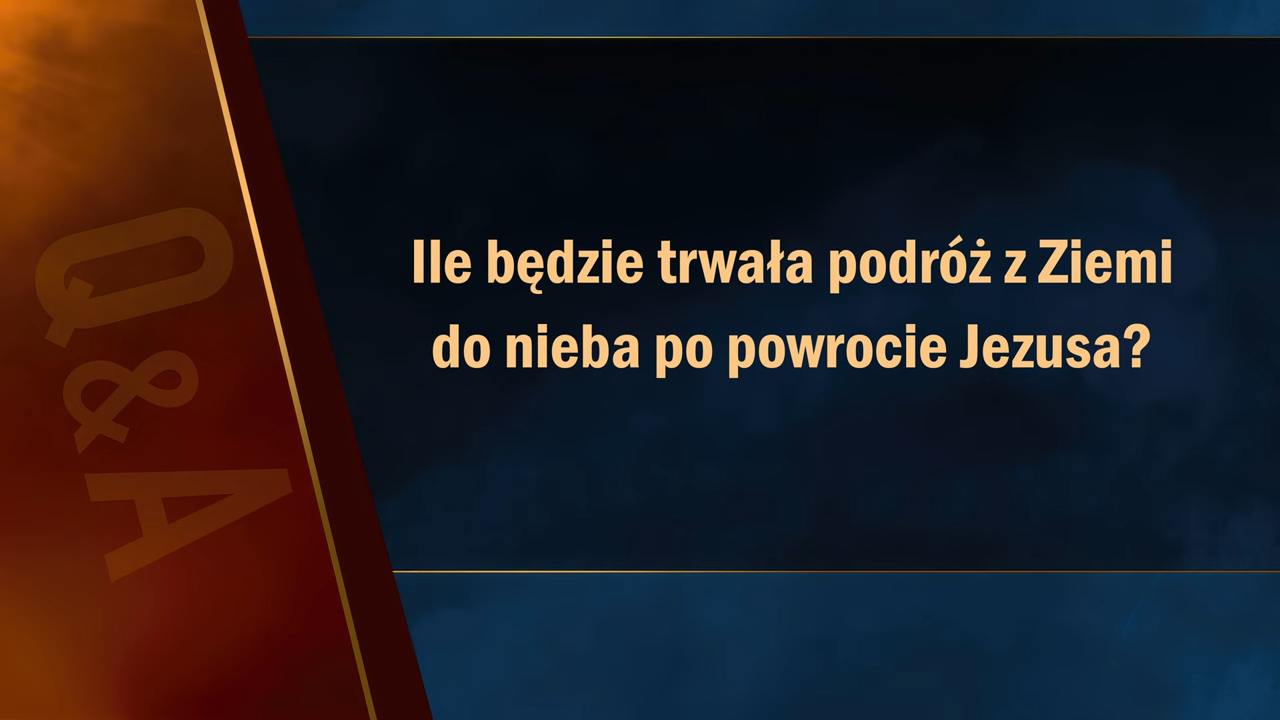 Q & A
Ile będzie trwała podróż z Ziemi
do nieba po powrocie Jezusa?